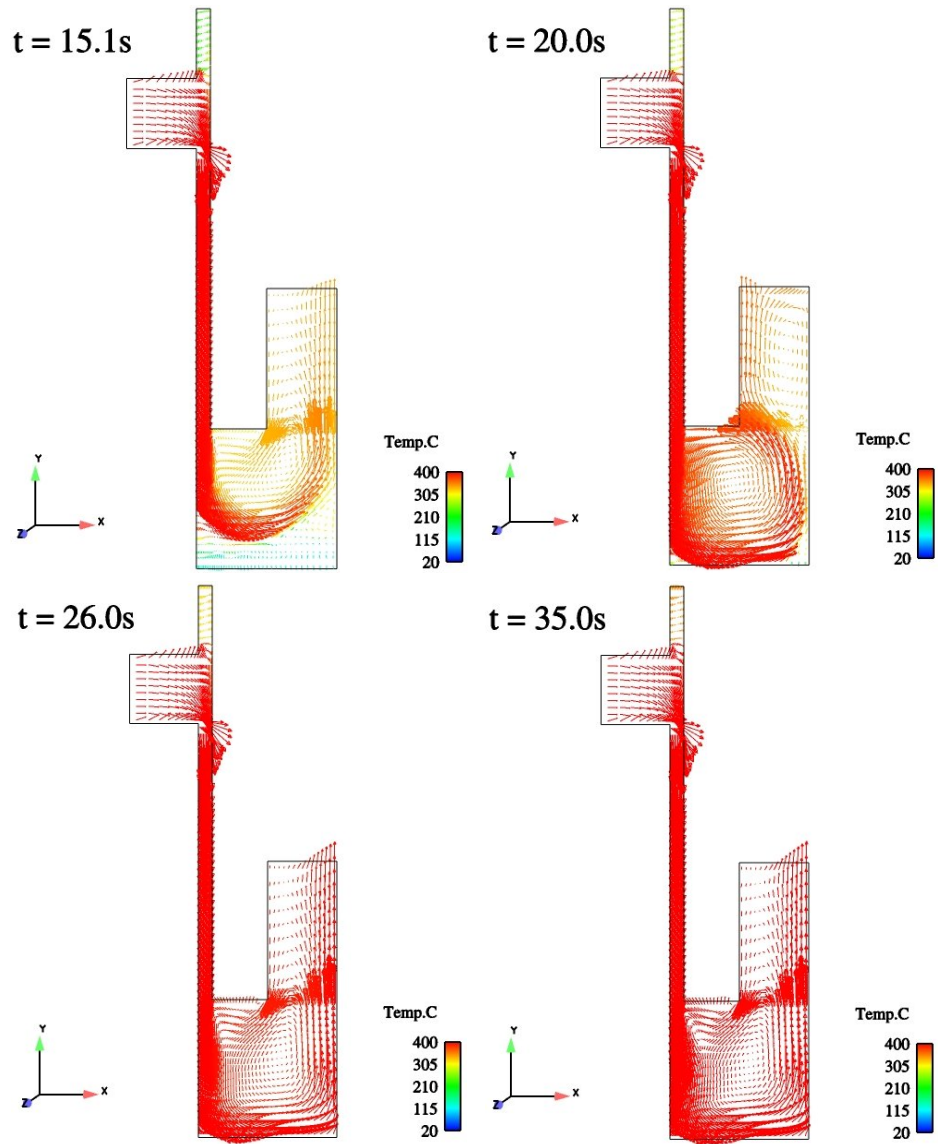 t = 15.1s
Y
Z
X
Temp.C
400
305
210
115
20
t = 20.0s
Y
Z
X
Temp.C
400
305
210
115
20
t = 26.0s
Y
Z
X
Temp.C
400
305
210
115
20
t = 35.0s
Y
Z
X
Temp.C
400
305
210
115
20